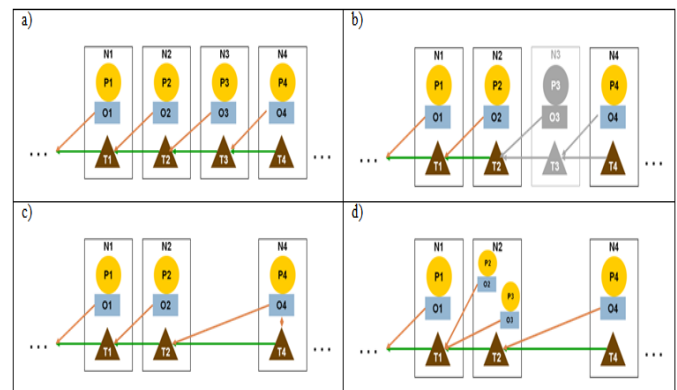 a)
N1 N2 N3 N4
P1 P2 P3 P4
O1 O2 O3 O4
... T1 T2 T3 T4 ...
b)
N1 N2 N3 N4
P1 P2 P3 P4
O1 O2 O3 O4
... T1 T2 T3 T4 ...
c)
N1 N2 N4
P1 P2 P4
O1 O2 O4
... T1 T2 T4 ...
d)
N1 N2 N4
P2
P1 P4
O2
P3
O1 O4
O3
... T1 T2 T4 ...